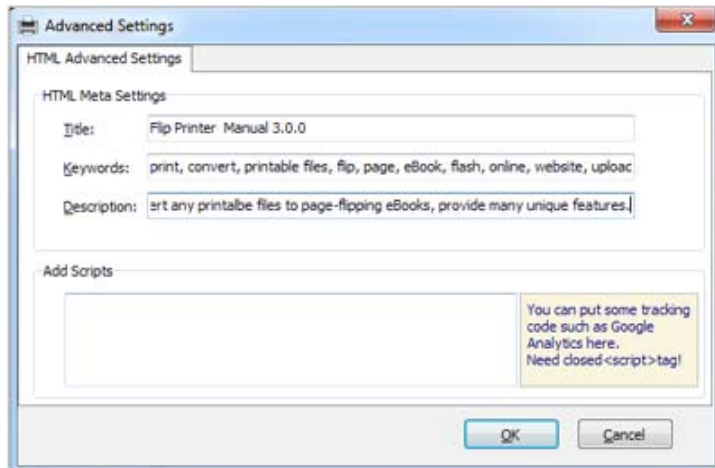 Advanced Settings
HTML Advanced Settings
HTML Meta Settings
Title: Flip Printer Manual 3.0.0
Keywords: print, convert, printable files, flip, page, eBook, flash, online, website, uploac
Description: ert any printalbe files to page-flipping eBooks, provide many unique features.
Add Scripts
You can put some tracking
code such as Google
Analytics here.
Need closed<script>tag!
OK Cancel